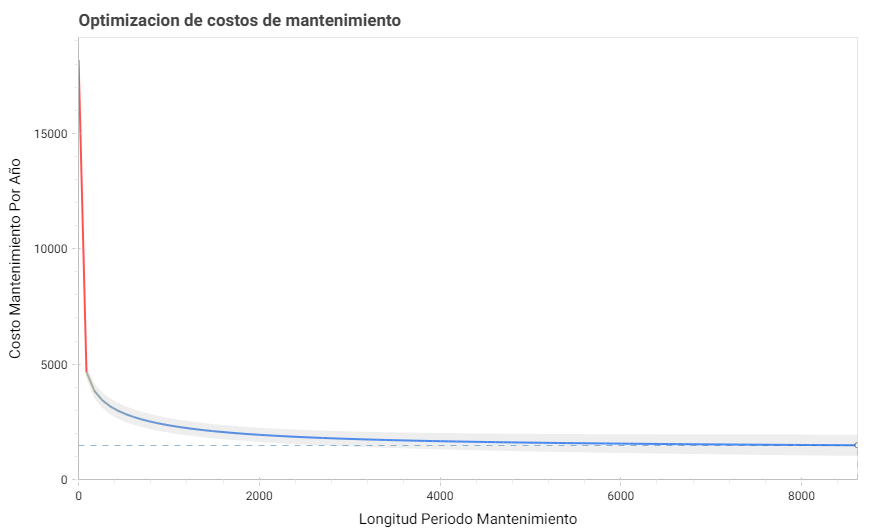 Optimizacion de costos de mantenimiento
Costo Mantenimiento Por Año
15000
10000
5000
0
0 2000 4000 6000 8000
Longitud Periodo Mantenimiento